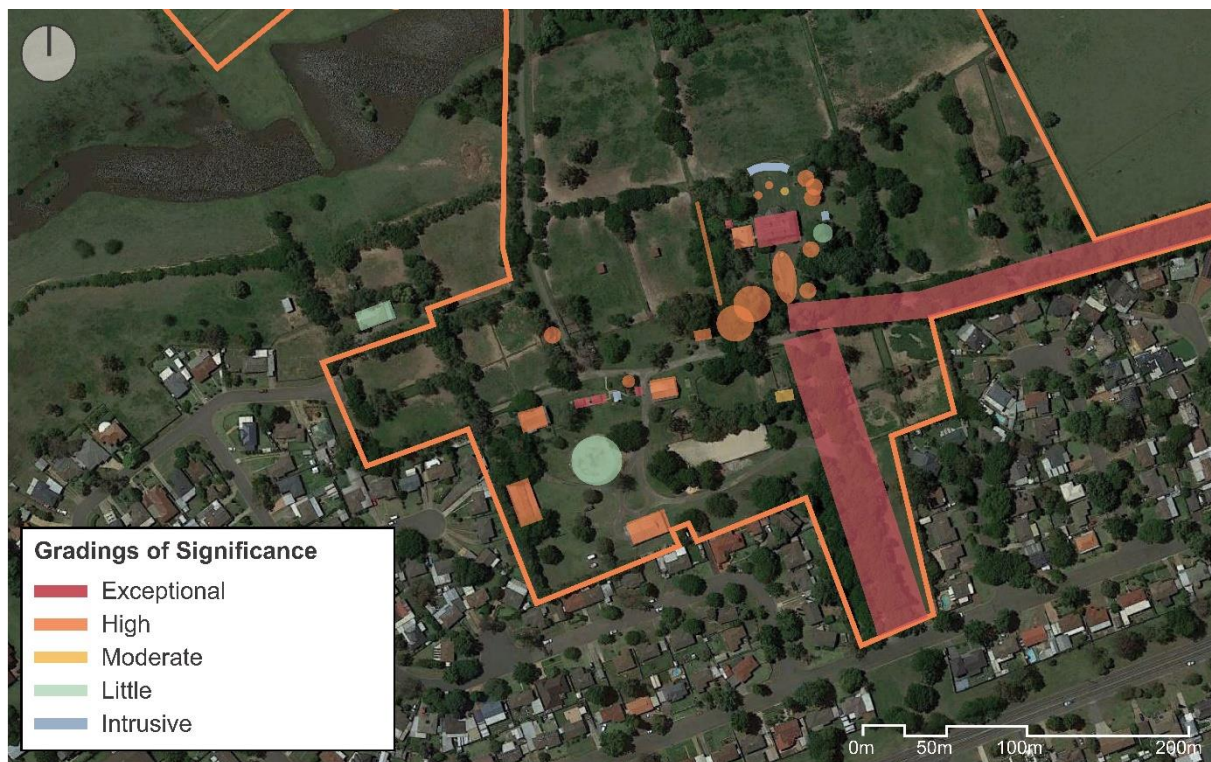 Gradings of Significance
Exceptional
High
Moderate
Little
Intrusive
0m 50m 100m 200m